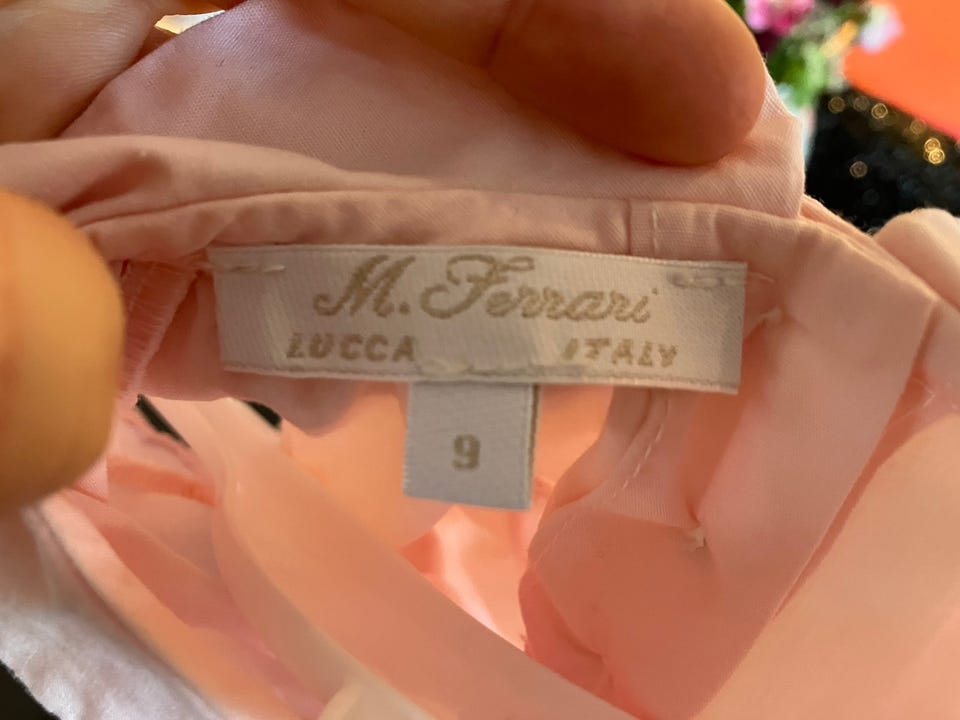 M. Ferrari
LUCCA ITALY
9